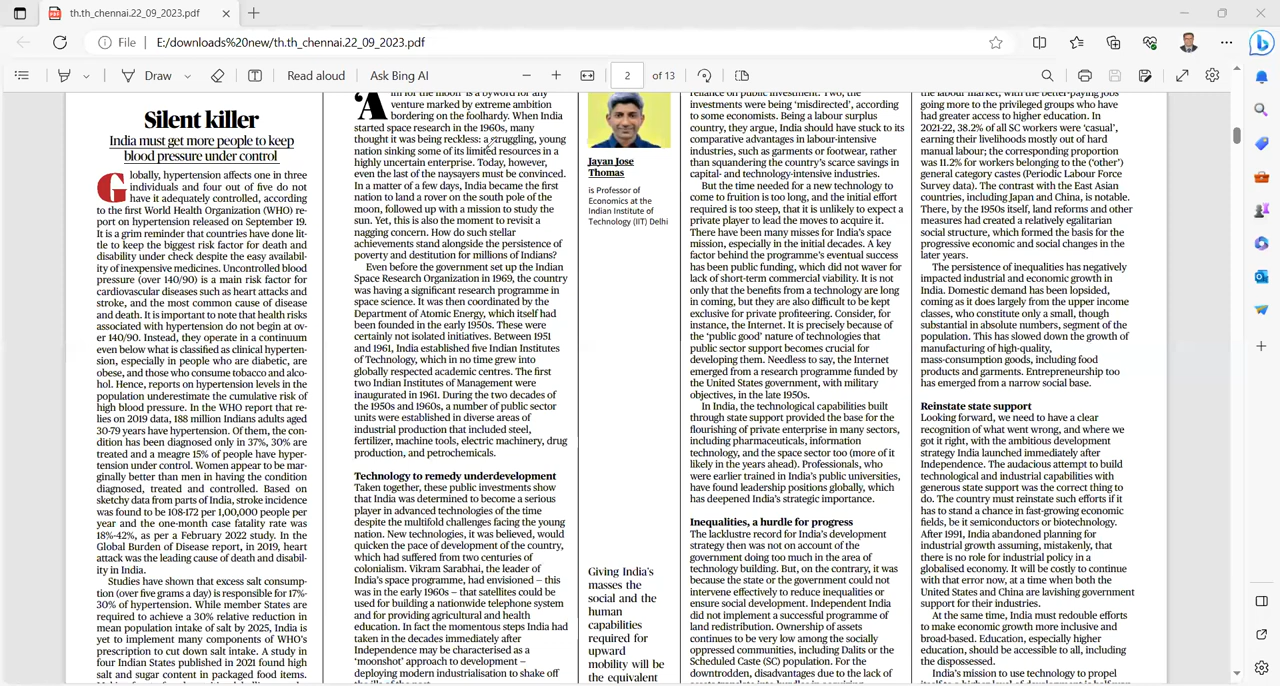 th.th_chennai.22_09_2023.pdf
File
E:/downloads%20new/th.th_chennai.22_09_2023.pdf
Draw
Read aloud
Ask Bing AI
2
of 13
Silent killer
India must get more people to keep
blood pressure under control
Globally, hypertension affects one in three
individuals and four out of five do not
have it adequately controlled, according
to the first World Health Organization (WHO) re-
port on hypertension released on September 19.
It is a grim reminder that countries have done lit-
tle to keep the biggest risk factor for death and
disability under check despite the easy availabil-
ity of inexpensive medicines. Uncontrolled blood
pressure (over 140/90) is a main risk factor for
cardiovascular diseases such as heart attacks and
stroke, and the most common cause of disease
and death. It is important to note that health risks
associated with hypertension do not begin at ov-
er 140/90. Instead, they operate in a continuum
even below what is classified as clinical hyperten-
sion, especially in people who are diabetic, are
obese, and those who consume tobacco and alco-
hol. Hence, reports on hypertension levels in the
population underestimate the cumulative risk of
high blood pressure. In the WHO report that re-
lies on 2019 data, 188 million Indians adults aged
30-79 years have hypertension. Of them, the con-
dition has been diagnosed only in 37%, 30% are
treated and a meagre 15% of people have hyper-
tension under control. Women appear to be mar-
ginally better than men in having the condition
diagnosed, treated and controlled. Based on
sketchy data from parts of India, stroke incidence
was found to be 108-172 per 1,00,000 people per
year and the one-month case fatality rate was
18%-42%, as per a February 2022 study. In the
Global Burden of Disease report, in 2019, heart
attack was the leading cause of death and disabil-
ity in India.
Studies have shown that excess salt consump-
tion (over five grams a day) is responsible for 17%-
30% of hypertension. While member States are
required to achieve a 30% relative reduction in
mean population intake of salt by 2025, India is
yet to implement many components of WHO's
prescription to cut down salt intake. A study in
four Indian States published in 2021 found high
salt and sugar content in packaged food items.
'Aim for the moon' is a byword for any
venture marked by extreme ambition
bordering on the foolhardy. When India
started space research in the 1960s, many
thought it was being reckless: a struggling, young
nation sinking some of its limited resources in a
highly uncertain enterprise. Today, however,
even the last of the naysayers must be convinced.
In a matter of a few days, India became the first
nation to land a rover on the south pole of the
moon, followed up with a mission to study the
sun. Yet, this is also the moment to revisit a
nagging concern. How do such stellar
achievements stand alongside the persistence of
poverty and destitution for millions of Indians?
Even before the government set up the Indian
Space Research Organization in 1969, the country
was having a significant research programme in
space science. It was then coordinated by the
Department of Atomic Energy, which itself had
been founded in the early 1950s. These were
certainly not isolated initiatives. Between 1951
and 1961, India established five Indian Institutes
of Technology, which in no time grew into
globally respected academic centres. The first
two Indian Institutes of Management were
inaugurated in 1961. During the two decades of
the 1950s and 1960s, a number of public sector
units were established in diverse areas of
industrial production that included steel,
fertilizer, machine tools, electric machinery, drug
production, and petrochemicals.
Technology to remedy underdevelopment
Taken together, these public investments show
that India was determined to become a serious
player in advanced technologies of the time
despite the multifold challenges facing the young
nation. New technologies, it was believed, would
quicken the pace of development of the country,
which had suffered from two centuries of
colonialism. Vikram Sarabhai, the leader of
India's space programme, had envisioned – this
was in the early 1960s – that satellites could be
used for building a nationwide telephone system
and for providing agricultural and health
education. In fact the momentous steps India had
taken in the decades immediately after
Independence may be characterised as a
'moonshot' approach to development –
deploying modern industrialisation to shake off
Jayan Jose
Thomas
is Professor of
Economics at the
Indian Institute of
Technology (IIT) Delhi
Giving India's
masses the
social and the
human
capabilities
required for
upward
mobility will be
the equivalent
reliance on public investment. Two, the
investments were being 'misdirected', according
to some economists. Being a labour surplus
country, they argue, India should have stuck to its
comparative advantages in labour-intensive
industries, such as garments or footwear, rather
than squandering the country's scarce savings in
capital- and technology-intensive industries.
But the time needed for a new technology to
come to fruition is too long, and the initial effort
required is too steep, that it is unlikely to expect a
private player to lead the moves to acquire it.
There have been many misses for India's space
mission, especially in the initial decades. A key
factor behind the programme's eventual success
has been public funding, which did not waver for
lack of short-term commercial viability. It is not
only that the benefits from a technology are long
in coming, but they are also difficult to be kept
exclusive for private profiteering. Consider, for
instance, the Internet. It is precisely because of
the 'public good' nature of technologies that
public sector support becomes crucial for
developing them. Needless to say, the Internet
emerged from a research programme funded by
the United States government, with military
objectives, in the late 1950s.
In India, the technological capabilities built
through state support provided the base for the
flourishing of private enterprise in many sectors,
including pharmaceuticals, information
technology, and the space sector too (more of it
likely in the years ahead). Professionals, who
were earlier trained in India's public universities,
have found leadership positions globally, which
has deepened India's strategic importance.
Inequalities, a hurdle for progress
The lacklustre record for India's development
strategy then was not on account of the
government doing too much in the area of
technology building. But, on the contrary, it was
because the state or the government could not
intervene effectively to reduce inequalities or
ensure social development. Independent India
did not implement a successful programme of
land redistribution. Ownership of assets
continues to be very low among the socially
oppressed communities, including Dalits or the
Scheduled Caste (SC) population. For the
downtrodden, disadvantages due to the lack of
the labour market, with the better-paying jobs
going more to the privileged groups who have
had greater access to higher education. In
2021-22, 38.2% of all SC workers were 'casual',
earning their livelihoods mostly out of hard
manual labour; the corresponding proportion
was 11.2% for workers belonging to the ('other')
general category castes (Periodic Labour Force
Survey data). The contrast with the East Asian
countries, including Japan and China, is notable.
There, by the 1950s itself, land reforms and other
measures had created a relatively egalitarian
social structure, which formed the basis for the
progressive economic and social changes in the
later years.
The persistence of inequalities has negatively
impacted industrial and economic growth in
India. Domestic demand has been lopsided,
coming as it does largely from the upper income
classes, who constitute only a small, though
substantial in absolute numbers, segment of the
population. This has slowed down the growth of
manufacturing of high-quality,
mass-consumption goods, including food
products and garments. Entrepreneurship too
has emerged from a narrow social base.
Reinstate state support
Looking forward, we need to have a clear
recognition of what went wrong, and where we
got it right, with the ambitious development
strategy India launched immediately after
Independence. The audacious attempt to build
technological and industrial capabilities with
generous state support was the correct thing to
do. The country must reinstate such efforts if it
has to stand a chance in fast-growing economic
fields, be it semiconductors or biotechnology.
After 1991, India abandoned planning for
industrial growth assuming, mistakenly, that
there is no role for industrial policy in a
globalised economy. It will be costly to continue
with that error now, at a time when both the
United States and China are lavishing government
support for their industries.
At the same time, India must redouble efforts
to make economic growth more inclusive and
broad-based. Education, especially higher
education, should be accessible to all, including
the dispossessed.
India's mission to use technology to propel